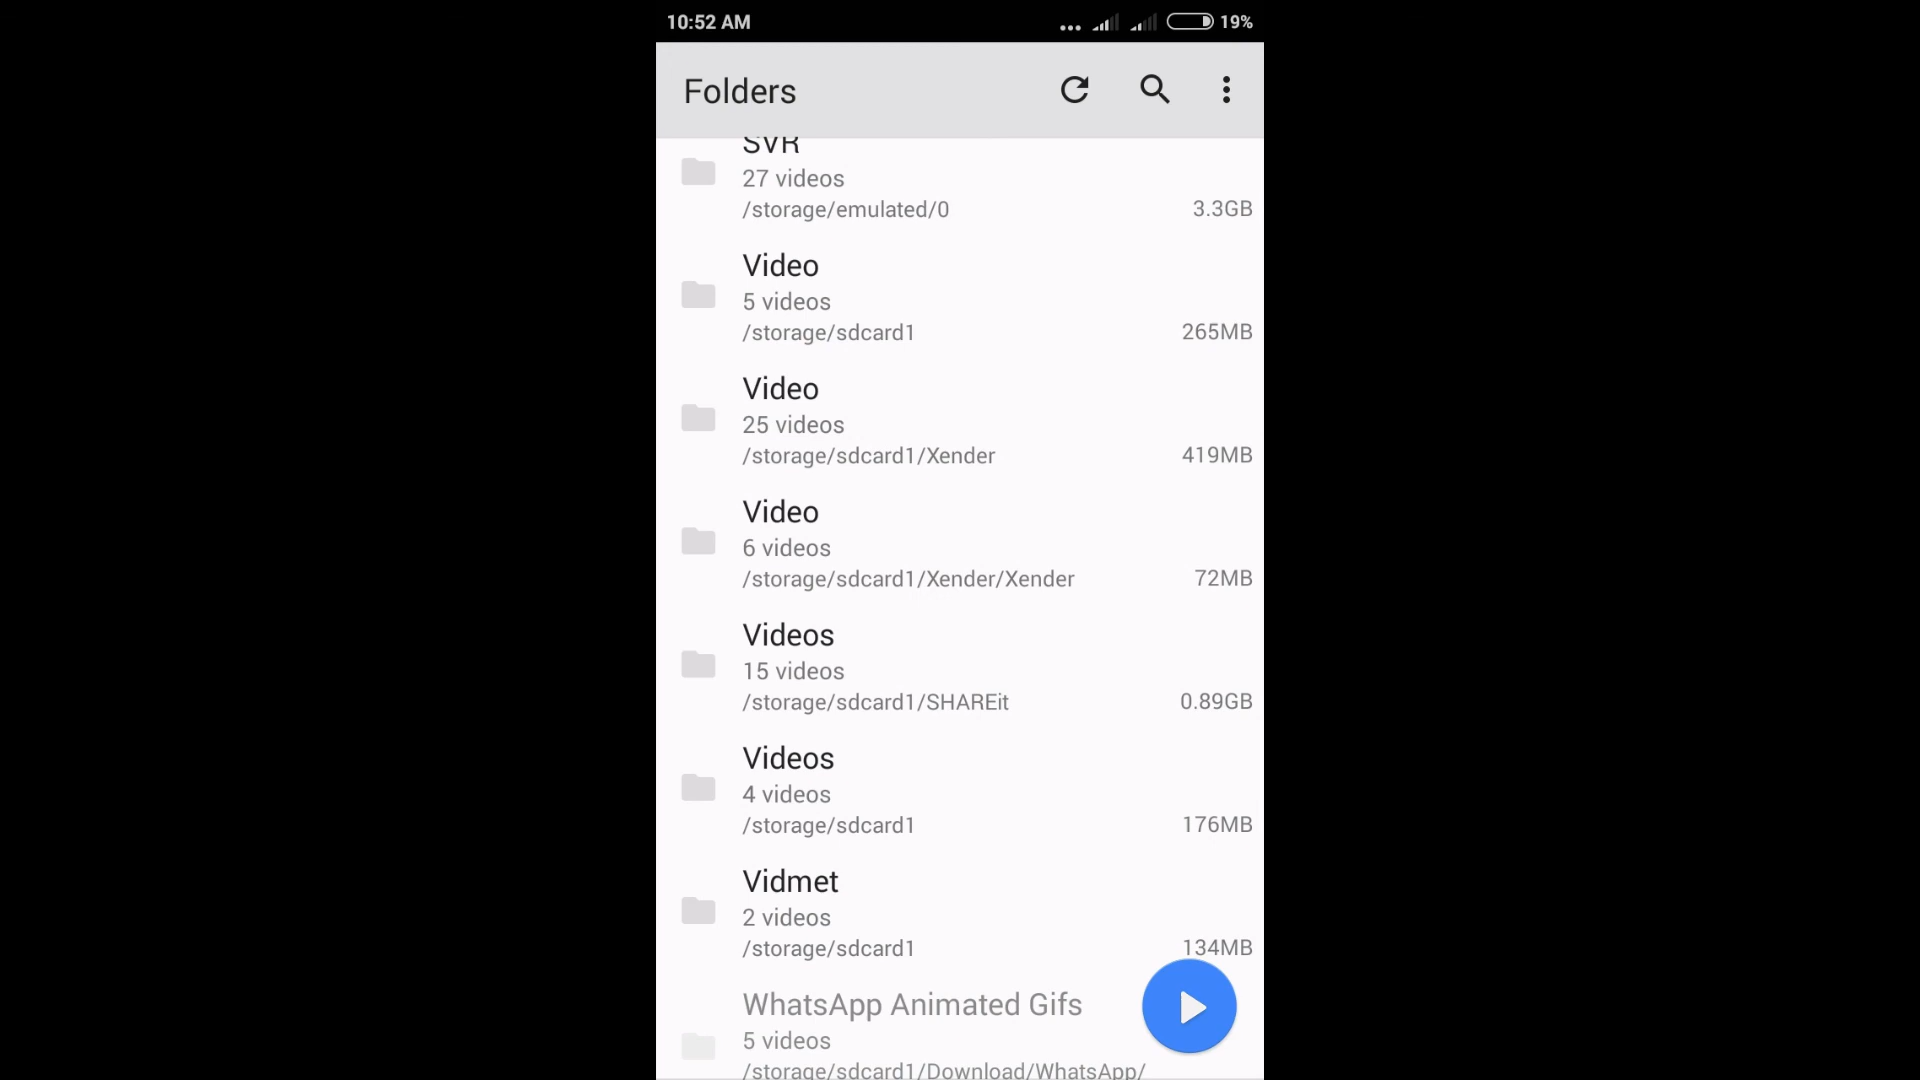 10:52 AM
19%
Folders
SVR
27 videos
/storage/emulated/0
3.3GB
Video
5 videos
/storage/sdcard1
265MB
Video
25 videos
/storage/sdcard1/Xender
419MB
Video
6 videos
/storage/sdcard1/Xender/Xender
72MB
Videos
15 videos
/storage/sdcard1/SHAREit
0.89GB
Videos
4 videos
/storage/sdcard1
176MB
Vidmet
2 videos
/storage/sdcard1
134MB
WhatsApp Animated Gifs
5 videos
/storage/sdcard1/Download/WhatsApp/